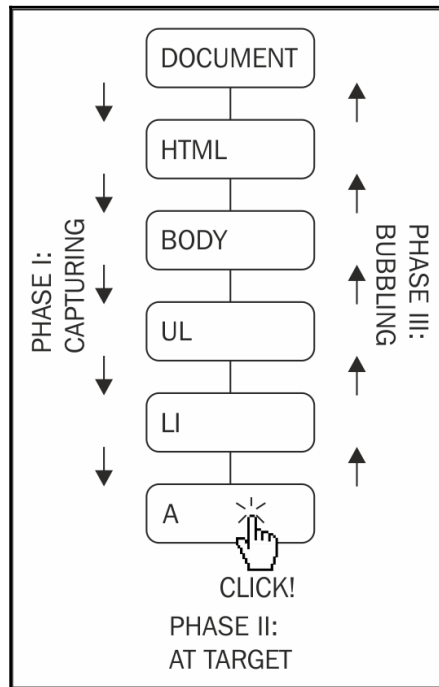 DOCUMENT
HTML
BODY
UL
LI
A
CLICK!
PHASE I:
CAPTURING
PHASE II:
AT TARGET
PHASE III:
BUBBLING